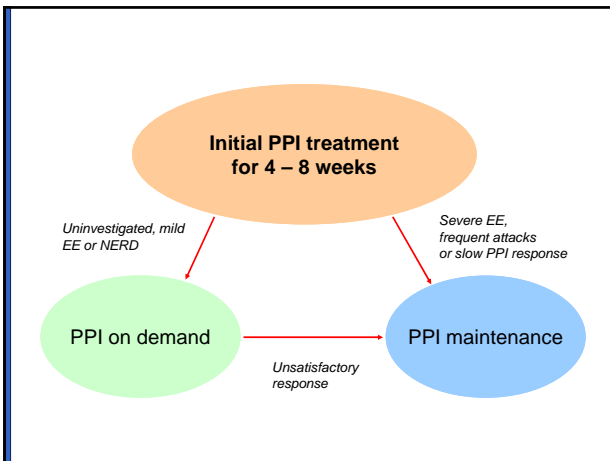 Initial PPI treatment
for 4 – 8 weeks
Uninvestigated, mild
EE or NERD
Severe EE,
frequent attacks
or slow PPI response
PPI on demand
PPI maintenance
Unsatisfactory
response